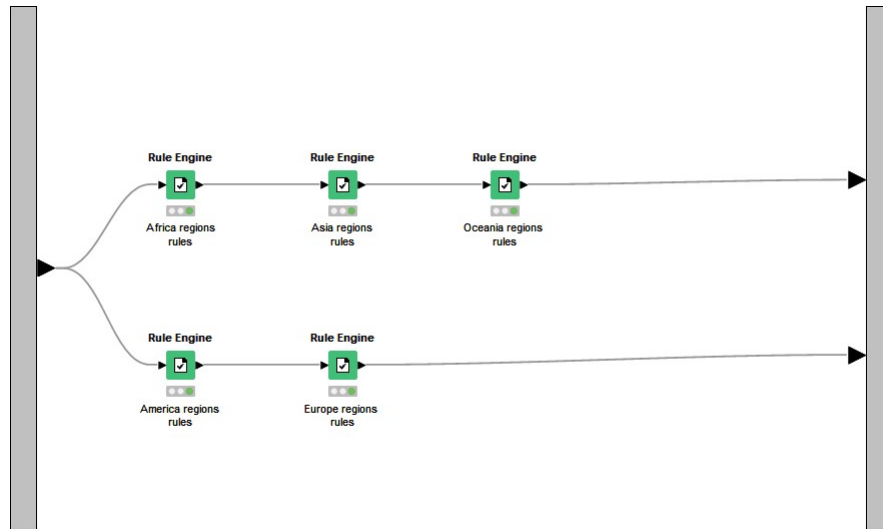 Rule Engine
Rule Engine
Rule Engine
Africa regions
rules
Asia regions
rules
Oceania regions
rules
Rule Engine
Rule Engine
America regions
rules
Europe regions
rules